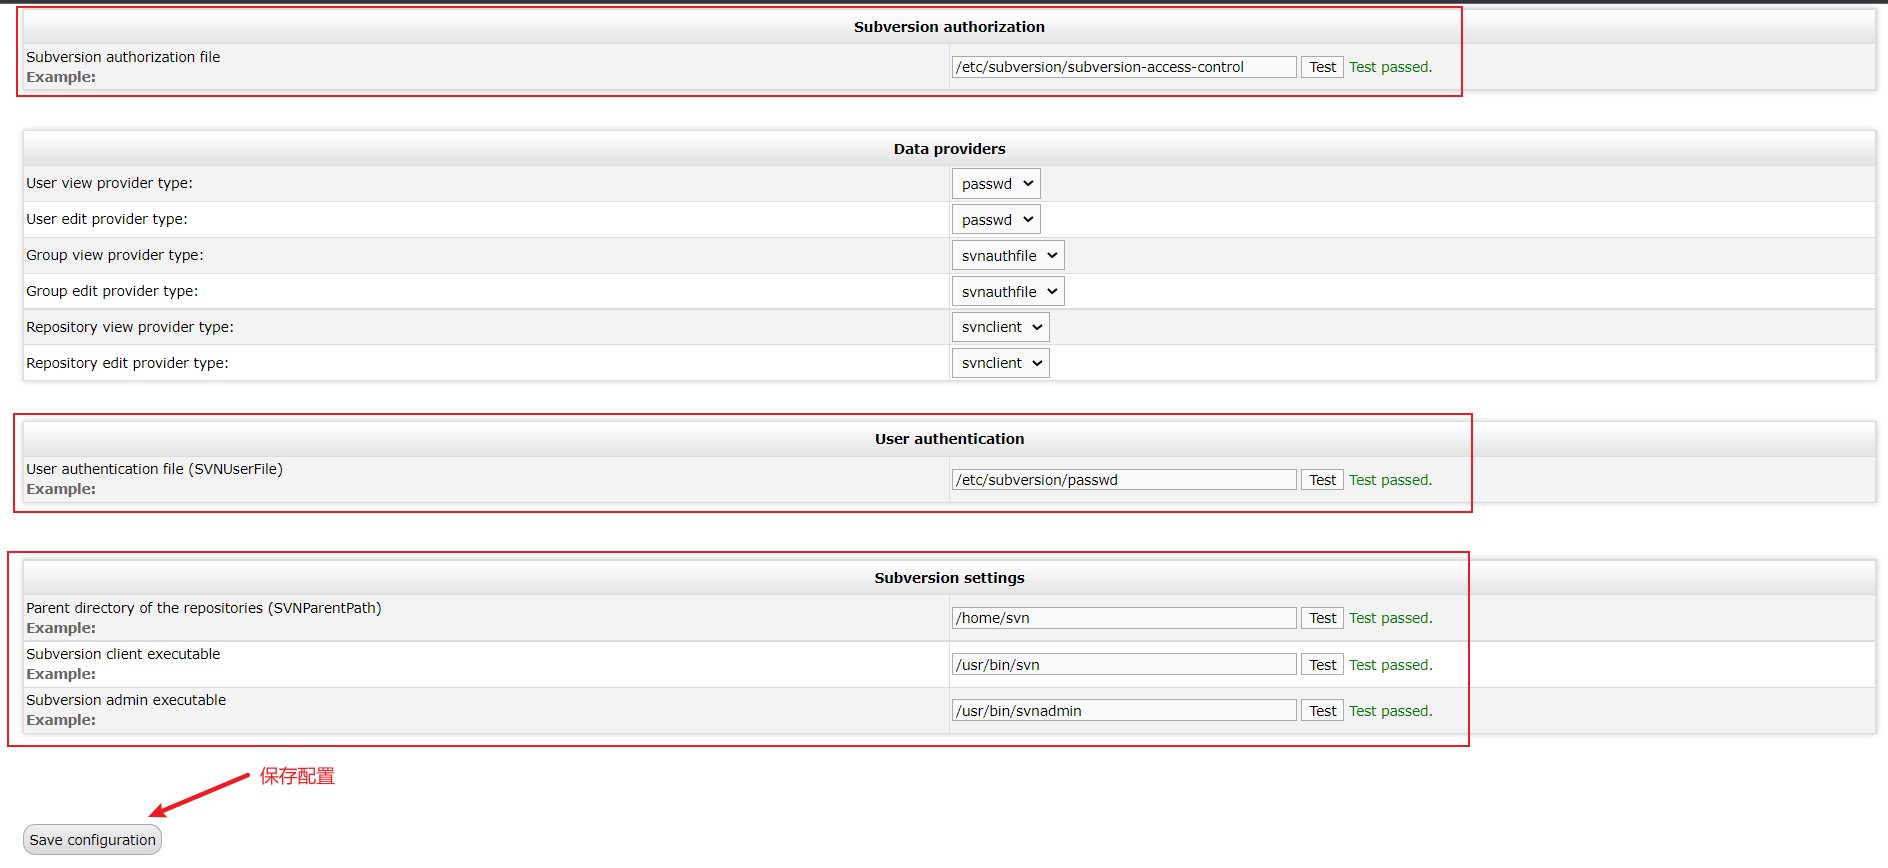 Subversion authorization
Subversion authorization file
Example:
/etc/subversion/subversion-access-control Test Test passed.
Data providers
User view provider type: passwd
User edit provider type: passwd
Group view provider type: svnauthfile
Group edit provider type: svnauthfile
Repository view provider type: svnclient
Repository edit provider type: svnclient
User authentication
User authentication file (SVNUserFile)
Example:
/etc/subversion/passwd Test Test passed.
Subversion settings
Parent directory of the repositories (SVNParentPath)
Example:
/home/svn Test Test passed.
Subversion client executable
Example:
/usr/bin/svn Test Test passed.
Subversion admin executable
Example:
/usr/bin/svnadmin Test Test passed.
保存配置
Save configuration